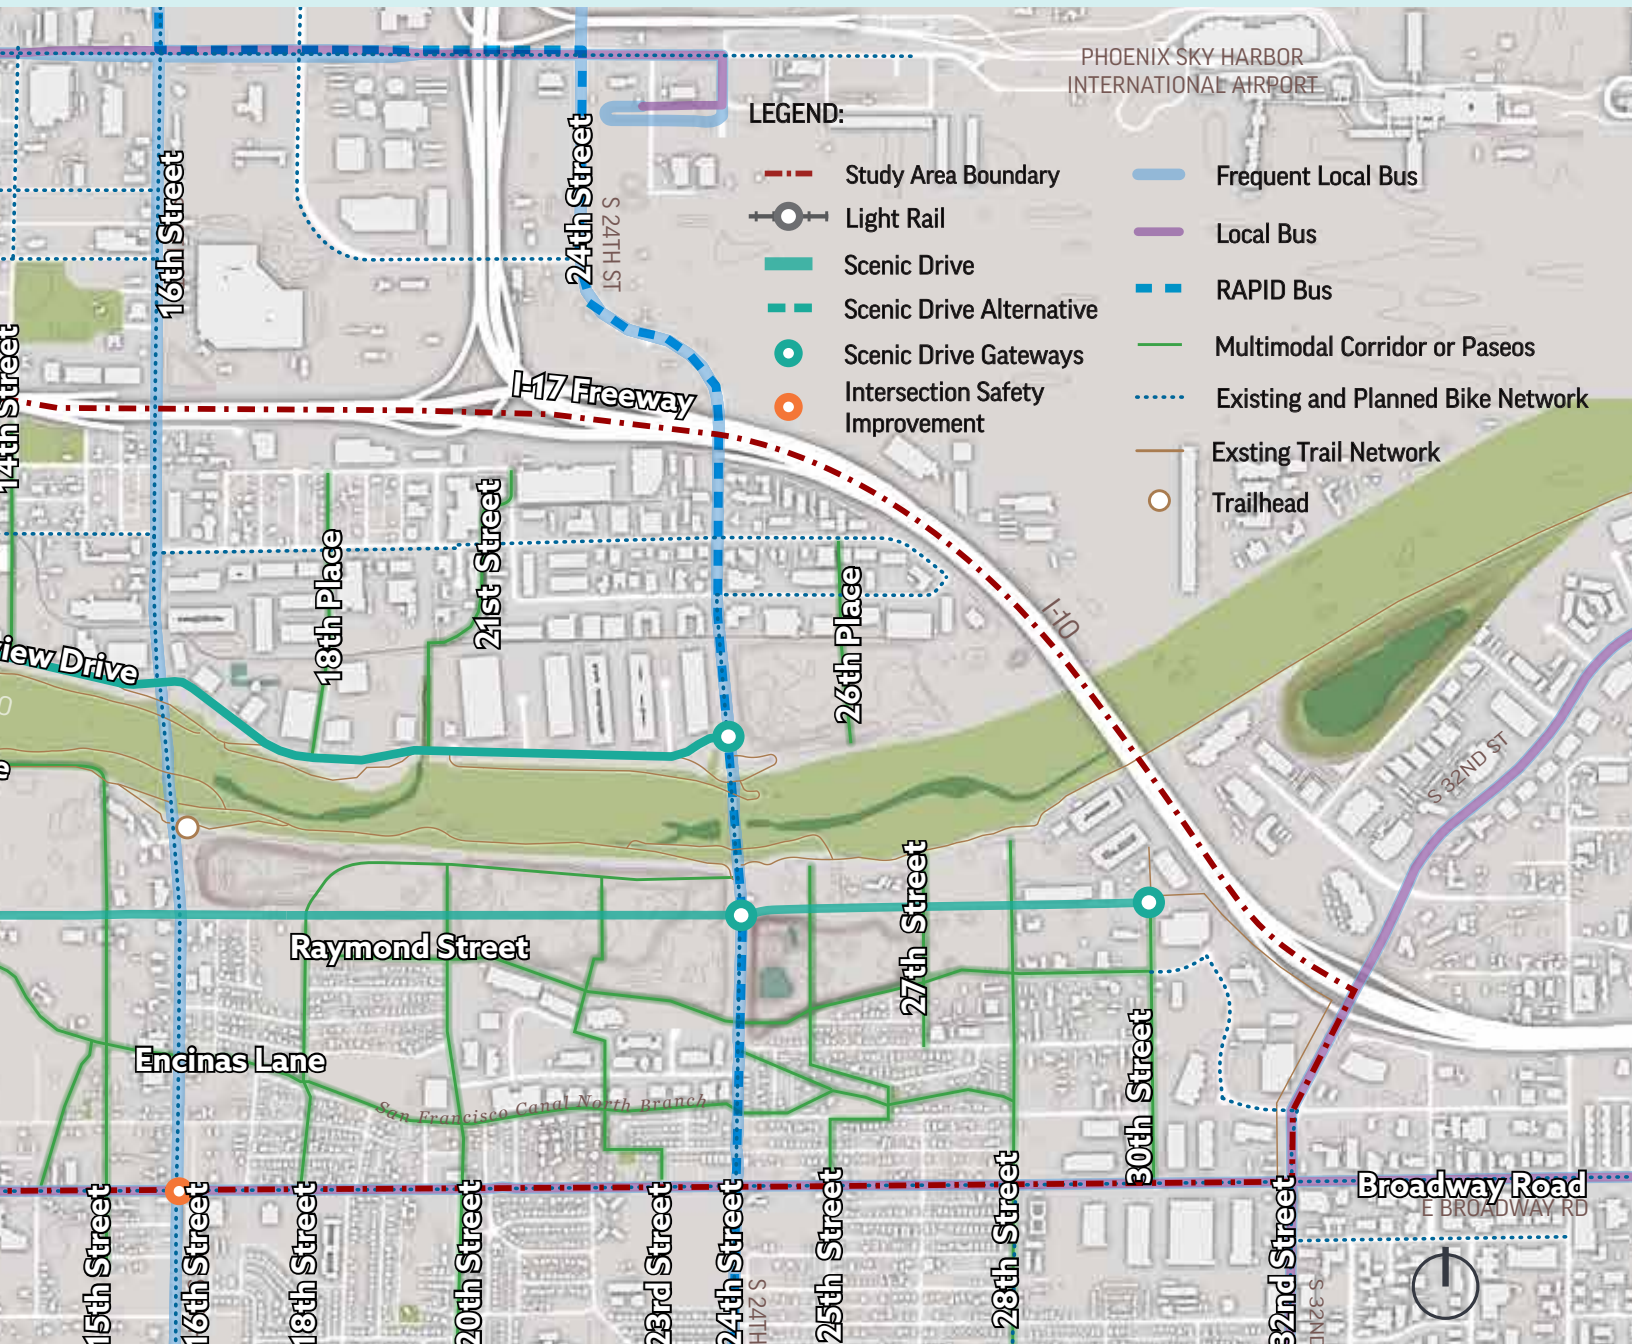 PHOENIX SKY HARBOR
INTERNATIONAL AIRPORT
LEGEND:
Study Area Boundary
Light Rail
Scenic Drive
Scenic Drive Alternative
Scenic Drive Gateways
Intersection Safety
Improvement
Frequent Local Bus
Local Bus
RAPID Bus
Multimodal Corridor or Paseos
Existing and Planned Bike Network
Exsting Trail Network
Trailhead
16th Street
24th Street
S 24TH ST
14th Street
I-17 Freeway
18th Place
21st Street
26th Place
I-10
iew Drive
0
e
S 32ND ST
27th Street
Raymond Street
Encinas Lane
San Francisco Canal North Branch
30th Street
Broadway Road
E BROADWAY RD
15th Street
16th Street
18th Street
20th Street
23rd Street
24th Street
S 24TH
25th Street
28th Street
32nd Street
S 32ND